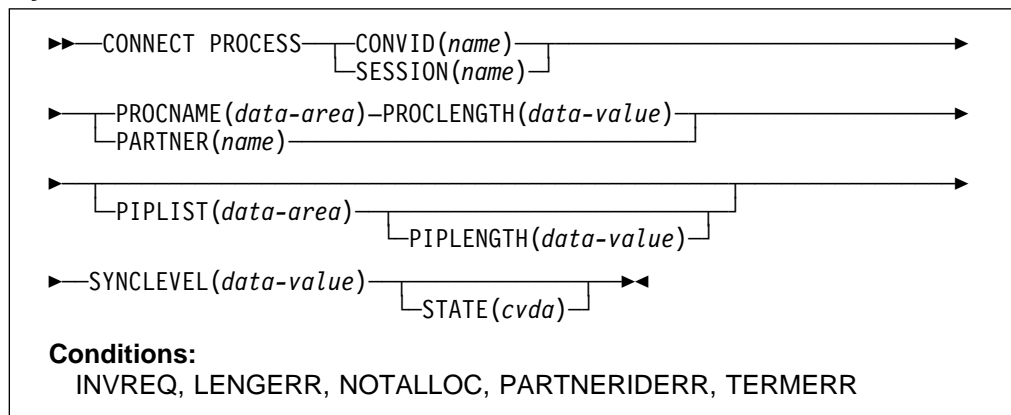 CONNECT PROCESS CONVID(name)
SESSION(name)
PROCNAME(data-area) PROCLENGTH(data-value)
PARTNER(name)
PIPLIST(data-area)
PIPLENGTH(data-value)
SYNCLEVEL(data-value)
STATE(cvda)
Conditions:
INVREQ, LENGERR, NOTALLOC, PARTNERIDERR, TERMERR